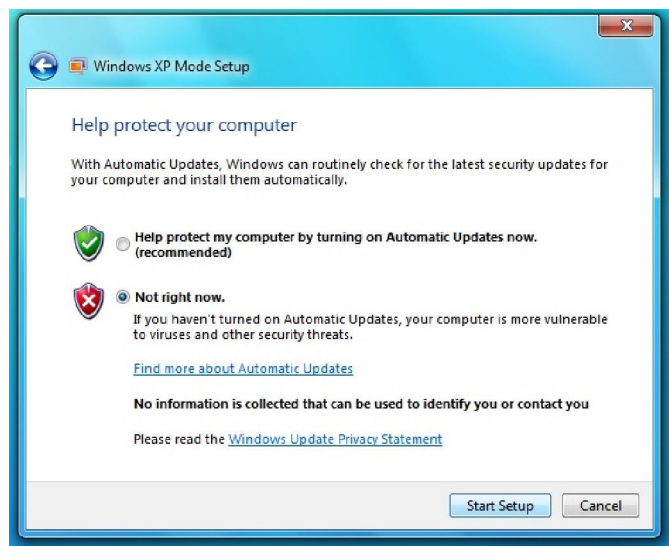 Windows XP Mode Setup
Help protect your computer
With Automatic Updates, Windows can routinely check for the latest security updates for
your computer and install them automatically.
Help protect my computer by turning on Automatic Updates now.
(recommended)
Not right now.
If you haven't turned on Automatic Updates, your computer is more vulnerable
to viruses and other security threats.
Find more about Automatic Updates
No information is collected that can be used to identify you or contact you
Please read the Windows Update Privacy Statement
Start Setup
Cancel